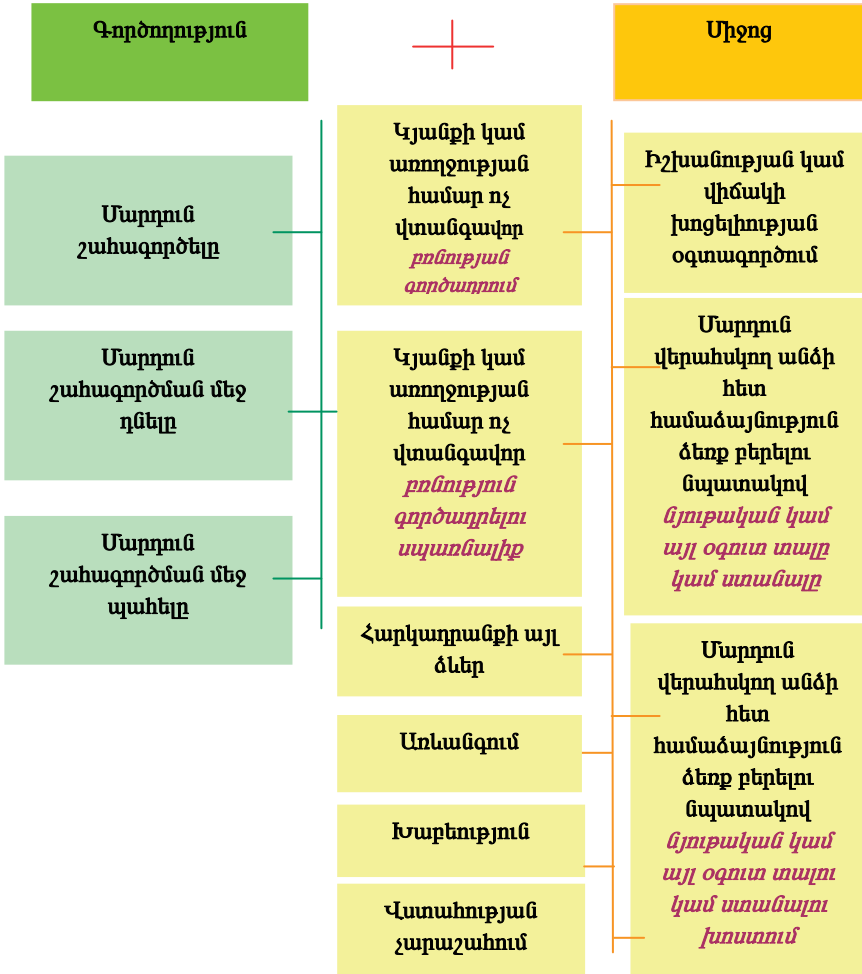 Գործողություն
Միջոց
Մարդուն
շահագործելը
Մարդուն
շահագործման մեջ
դնելը
Մարդուն
շահագործման մեջ
պահելը
Կյանքի կամ
առողջության
համար ոչ
վտանգավոր
բռնության
գործադրում
Կյանքի կամ
առողջության
համար ոչ
վտանգավոր
բռնություն
գործադրելու
սպառնալիք
Հարկադրանքի այլ
ձևեր
Առևանգում
Խաբեություն
Վստահության
չարաշահում
Իշխանության կամ
վիճակի
խոցելիության
օգտագործում
Մարդուն
վերահսկող անձի
հետ
համաձայնություն
ձեռք բերելու
նպատակով
նյութական կամ
այլ օգուտ տալը
կամ ստանալը
Մարդուն
վերահսկող անձի
հետ
համաձայնություն
ձեռք բերելու
նպատակով
նյութական կամ
այլ օգուտ տալու
կամ ստանալու
խոստում